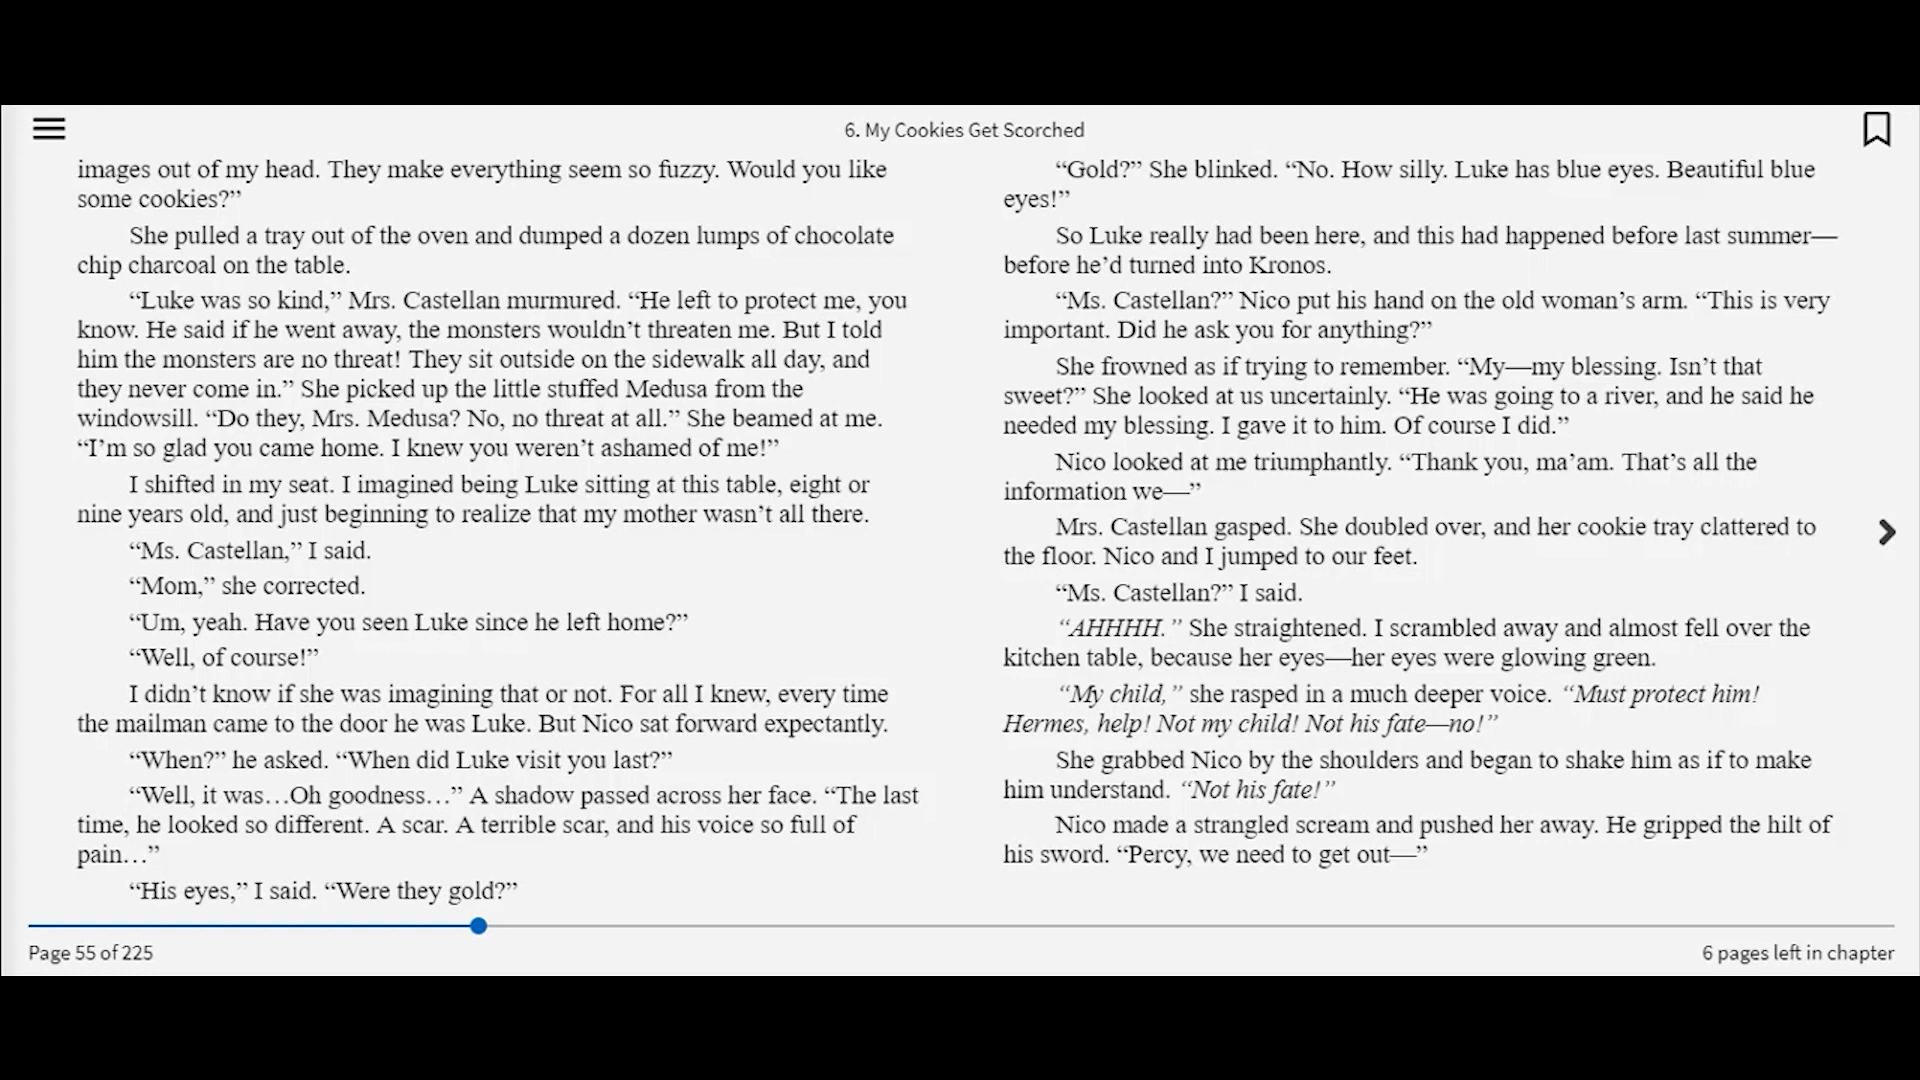 6. My Cookies Get Scorched
images out of my head. They make everything seem so fuzzy. Would you like
some cookies?”
She pulled a tray out of the oven and dumped a dozen lumps of chocolate
chip charcoal on the table.
“Luke was so kind,” Mrs. Castellan murmured. “He left to protect me, you
know. He said if he went away, the monsters wouldn’t threaten me. But I told
him the monsters are no threat! They sit outside on the sidewalk all day, and
they never come in.” She picked up the little stuffed Medusa from the
windowsill. “Do they, Mrs. Medusa? No, no threat at all.” She beamed at me.
“I’m so glad you came home. I knew you weren’t ashamed of me!”
I shifted in my seat. I imagined being Luke sitting at this table, eight or
nine years old, and just beginning to realize that my mother wasn’t all there.
“Ms. Castellan,” I said.
“Mom,” she corrected.
“Um, yeah. Have you seen Luke since he left home?”
“Well, of course!”
I didn’t know if she was imagining that or not. For all I knew, every time
the mailman came to the door he was Luke. But Nico sat forward expectantly.
“When?” he asked. “When did Luke visit you last?”
“Well, it was…Oh goodness…” A shadow passed across her face. “The last
time, he looked so different. A scar. A terrible scar, and his voice so full of
pain…”
“His eyes,” I said. “Were they gold?”
“Gold?” She blinked. “No. How silly. Luke has blue eyes. Beautiful blue
eyes!”
So Luke really had been here, and this had happened before last summer—
before he’d turned into Kronos.
“Ms. Castellan?” Nico put his hand on the old woman’s arm. “This is very
important. Did he ask you for anything?”
She frowned as if trying to remember. “My—my blessing. Isn’t that
sweet?” She looked at us uncertainly. “He was going to a river, and he said he
needed my blessing. I gave it to him. Of course I did.”
Nico looked at me triumphantly. “Thank you, ma’am. That’s all the
information we—”
Mrs. Castellan gasped. She doubled over, and her cookie tray clattered to
the floor. Nico and I jumped to our feet.
“Ms. Castellan?” I said.
“AHHHH.” She straightened. I scrambled away and almost fell over the
kitchen table, because her eyes—her eyes were glowing green.
“My child,” she rasped in a much deeper voice. “Must protect him!
Hermes, help! Not my child! Not his fate—no!”
She grabbed Nico by the shoulders and began to shake him as if to make
him understand. “Not his fate!”
Nico made a strangled scream and pushed her away. He gripped the hilt of
his sword. “Percy, we need to get out—”
Page 55 of 225
6 pages left in chapter